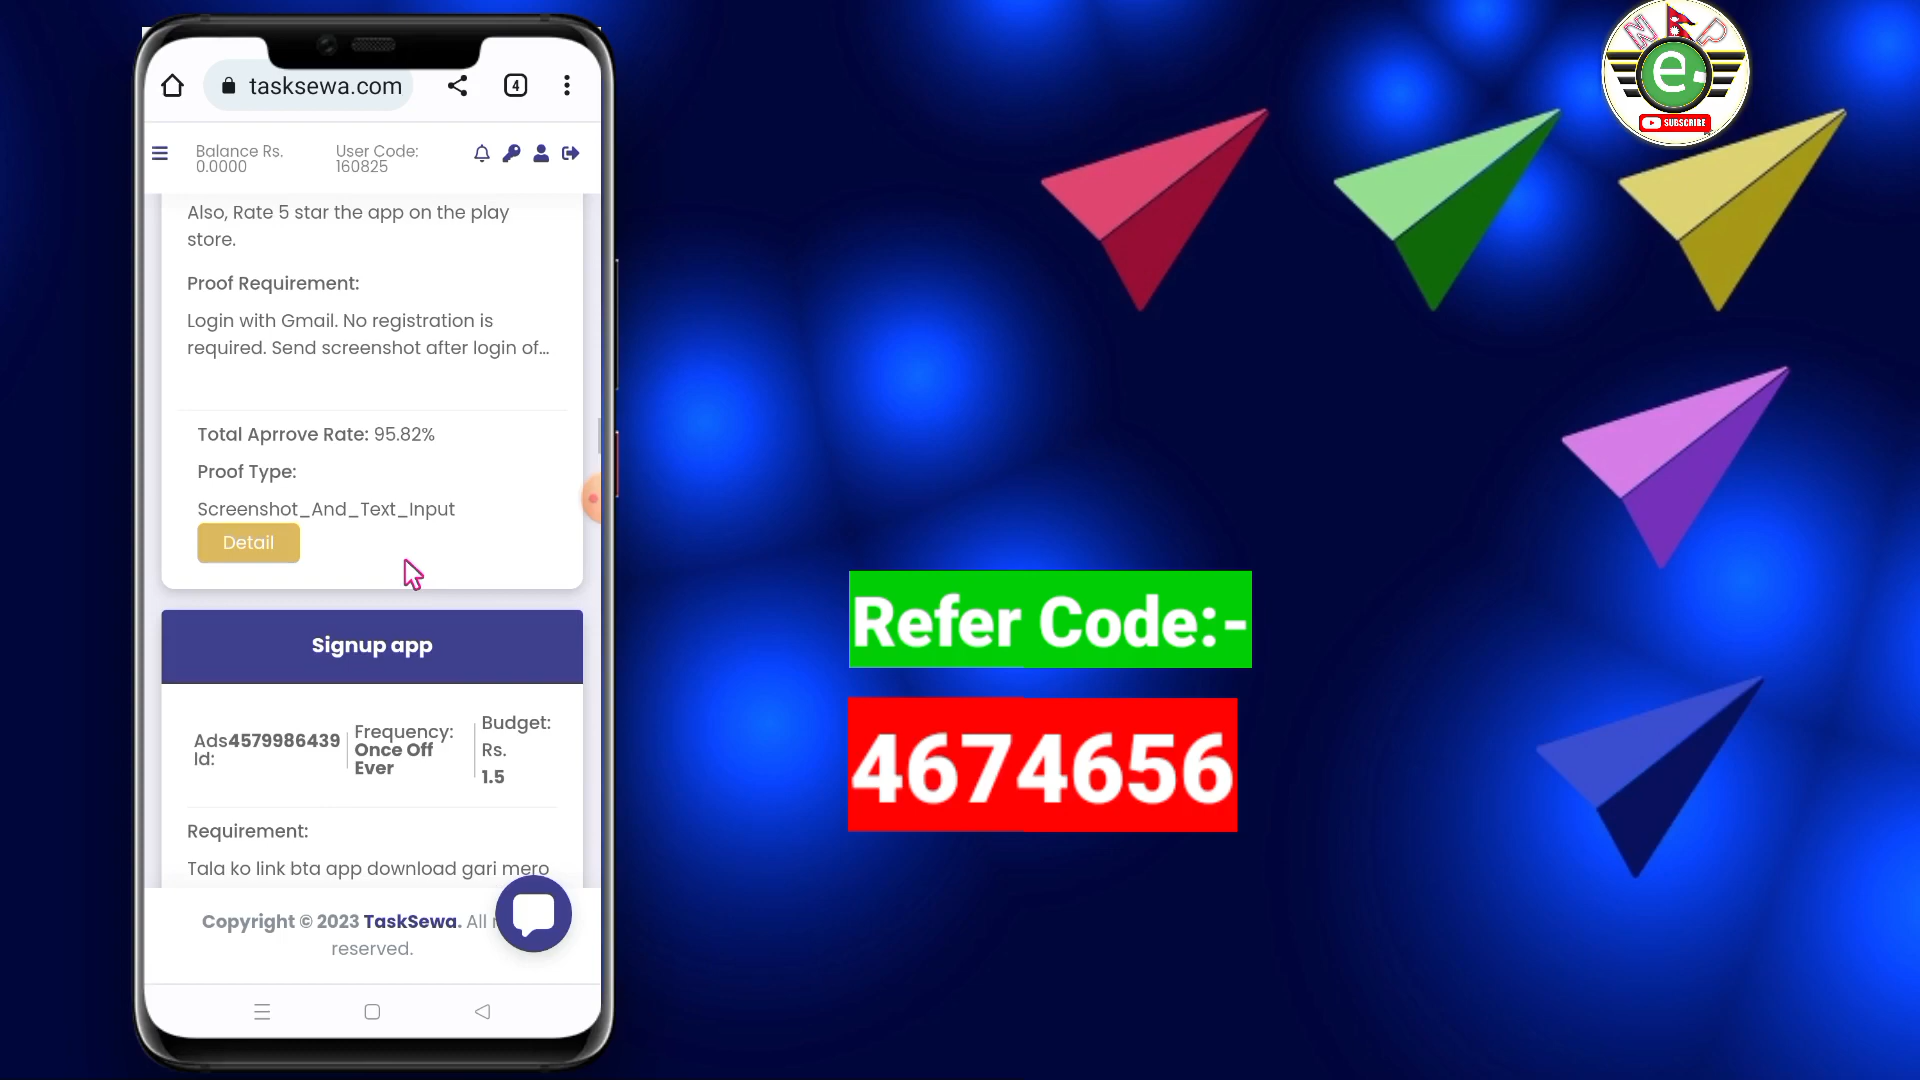 tasksewa.com
4
Balance Rs.
0.0000
User Code:
160825
Also, Rate 5 star the app on the play
store.
Proof Requirement:
Login with Gmail. No registration is
required. Send screenshot after login of...
Total Aprrove Rate: 95.82%
Proof Type:
Screenshot_And_Text_Input
Detail
Signup app
Ads4579986439
Id:
Frequency:
Once Off
Ever
Budget:
Rs.
1.5
Requirement:
Tala ko link bta app download gari mero
Copyright © 2023 TaskSewa. All
reserved.
Refer Code:-
4674656
N P
e
SUBSCRIBE